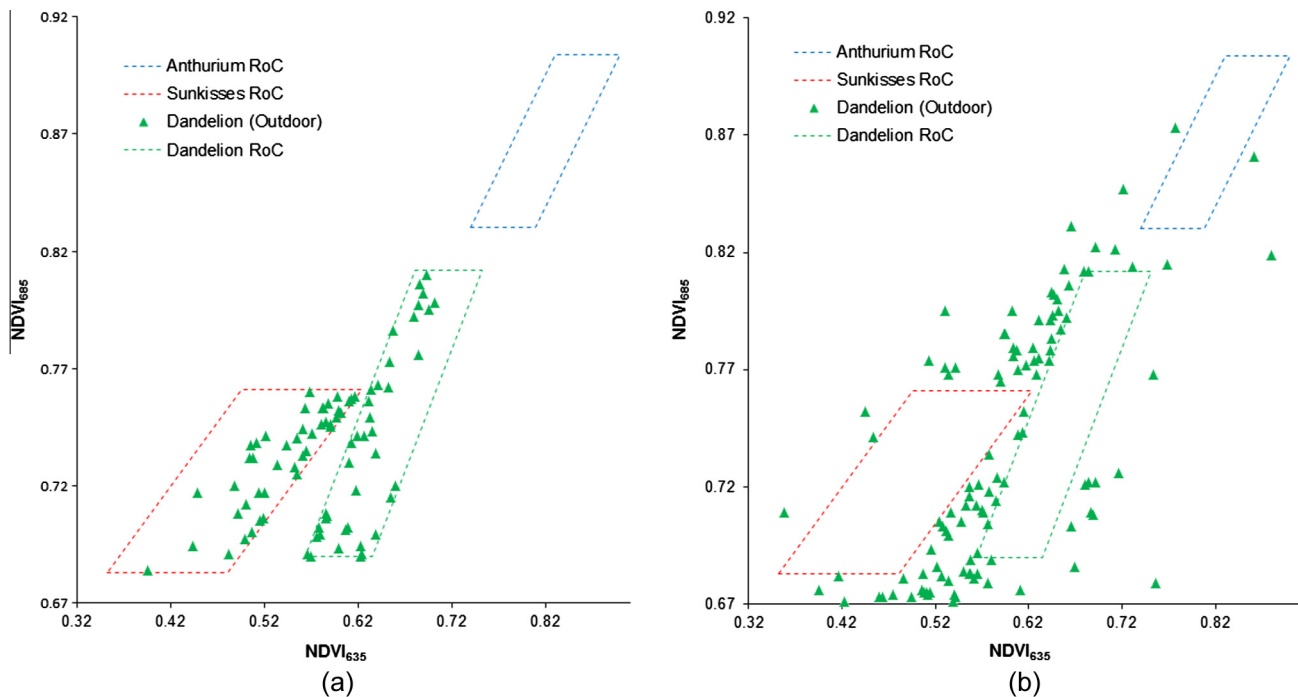 0.92
0.87
0.82
0.77
0.72
0.67
NDVI685
Anthurium RoC
Sunkisses RoC
Dandelion (Outdoor)
Dandelion RoC
0.32 0.42 0.52 0.62 0.72 0.82
NDVI635
(a)
0.92
0.87
0.82
0.77
0.72
0.67
NDVI685
Anthurium RoC
Sunkisses RoC
Dandelion (Outdoor)
Dandelion RoC
0.32 0.42 0.52 0.62 0.72 0.82
NDVI635
(b)